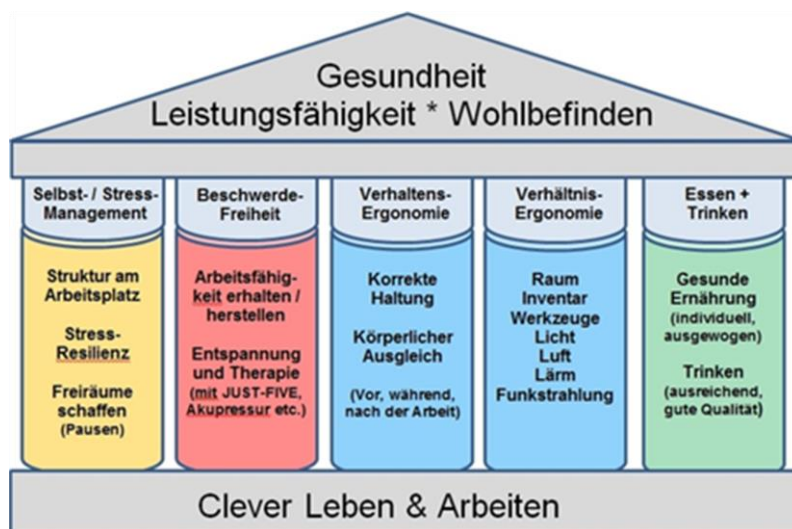 Gesundheit
Leistungsfähigkeit * Wohlbefinden
Selbst- / Stress-
Management
Struktur am
Arbeitsplatz
Stress-
Resilienz
Freiräume
schaffen
(Pausen)
Beschwerde-
Freiheit
Arbeitsfähig-
keit erhalten /
herstellen
Entspannung
und Therapie
(mit JUST-FIVE,
Akupressur etc.)
Verhaltens-
Ergonomie
Korrekte
Haltung
Körperlicher
Ausgleich
(Vor, während,
nach der Arbeit)
Verhältnis-
Ergonomie
Raum
Inventar
Werkzeuge
Licht
Luft
Lärm
Funkstrahlung
Essen +
Trinken
Gesunde
Ernährung
(individuell,
ausgewogen)
Trinken
(ausreichend,
gute Qualität)
Clever Leben & Arbeiten